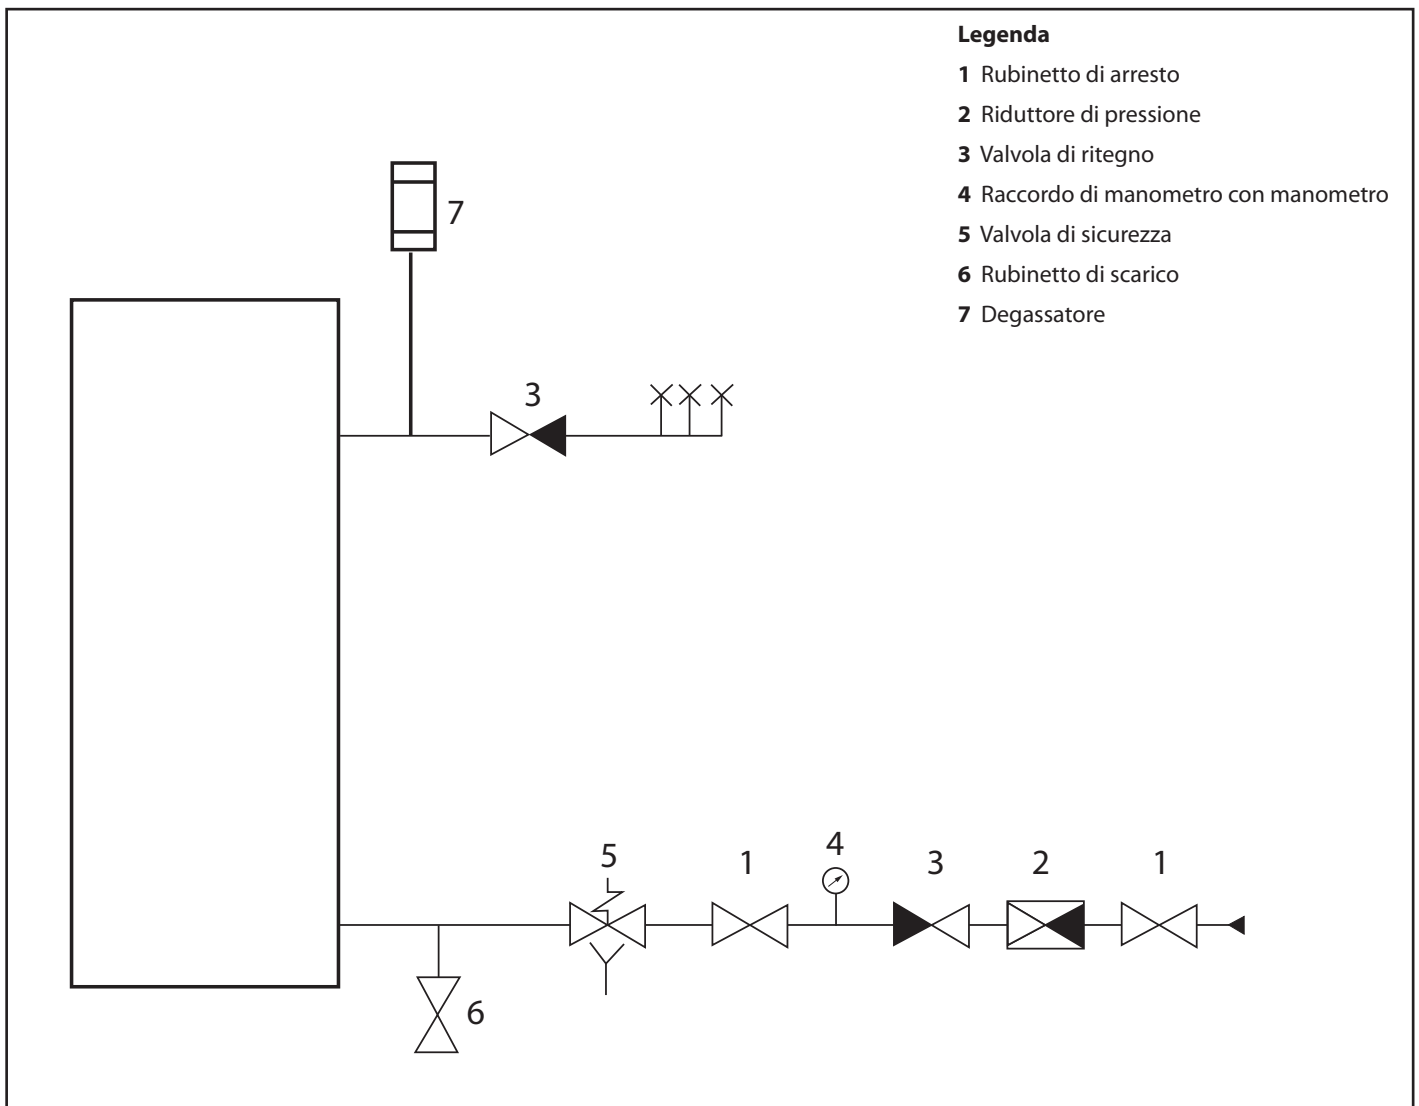 Legenda
1 Rubinetto di arresto
2 Riduttore di pressione
3 Valvola di ritegno
4 Raccordo di manometro con manometro
5 Valvola di sicurezza
6 Rubinetto di scarico
7 Degassatore
7
3
5
1
4
3
2
1
6